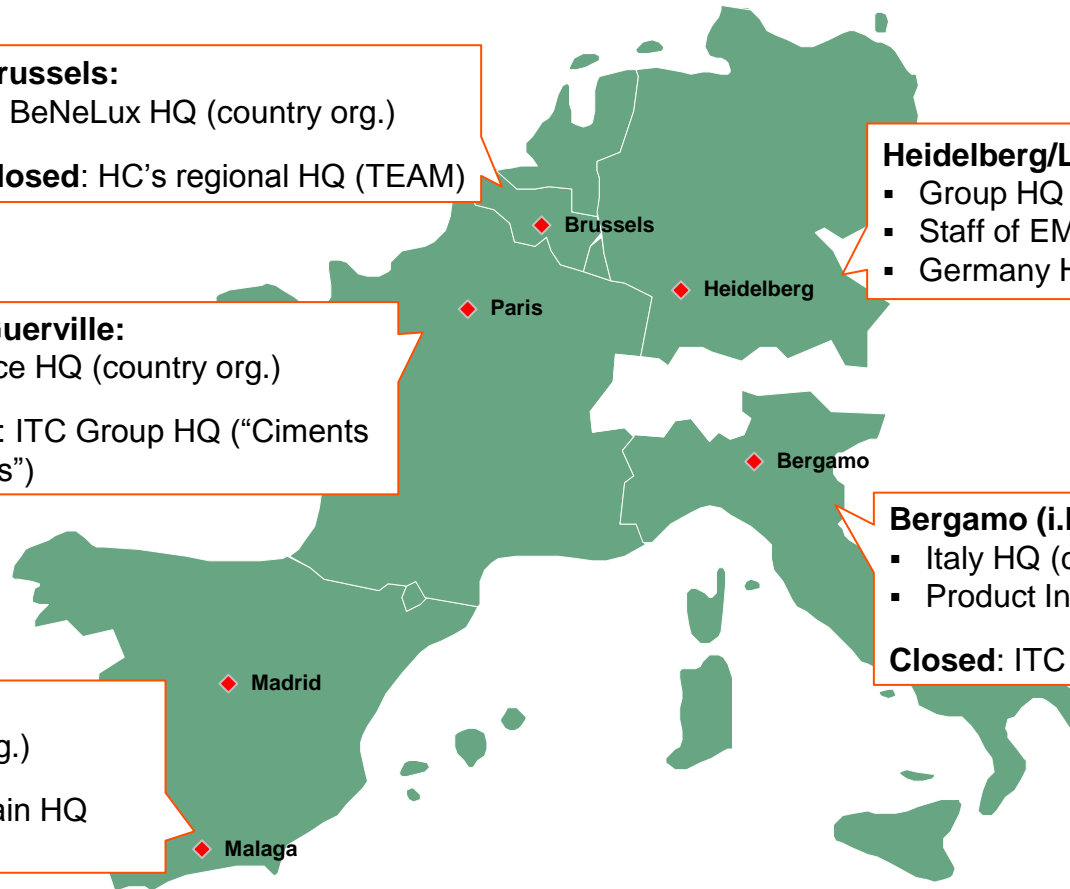 russels:
BeNeLux HQ (country org.)
losed: HC’s regional HQ (TEAM)
Brussels
Heidelberg/L
▪ Group HQ
▪ Staff of EM
▪ Germany H
Heidelberg
Paris
Guerville:
ce HQ (country org.)
: ITC Group HQ (“Ciments
s”)
Bergamo
Bergamo (i.l
▪ Italy HQ (c
▪ Product In
Closed: ITC
Madrid
g.)
ain HQ
Malaga